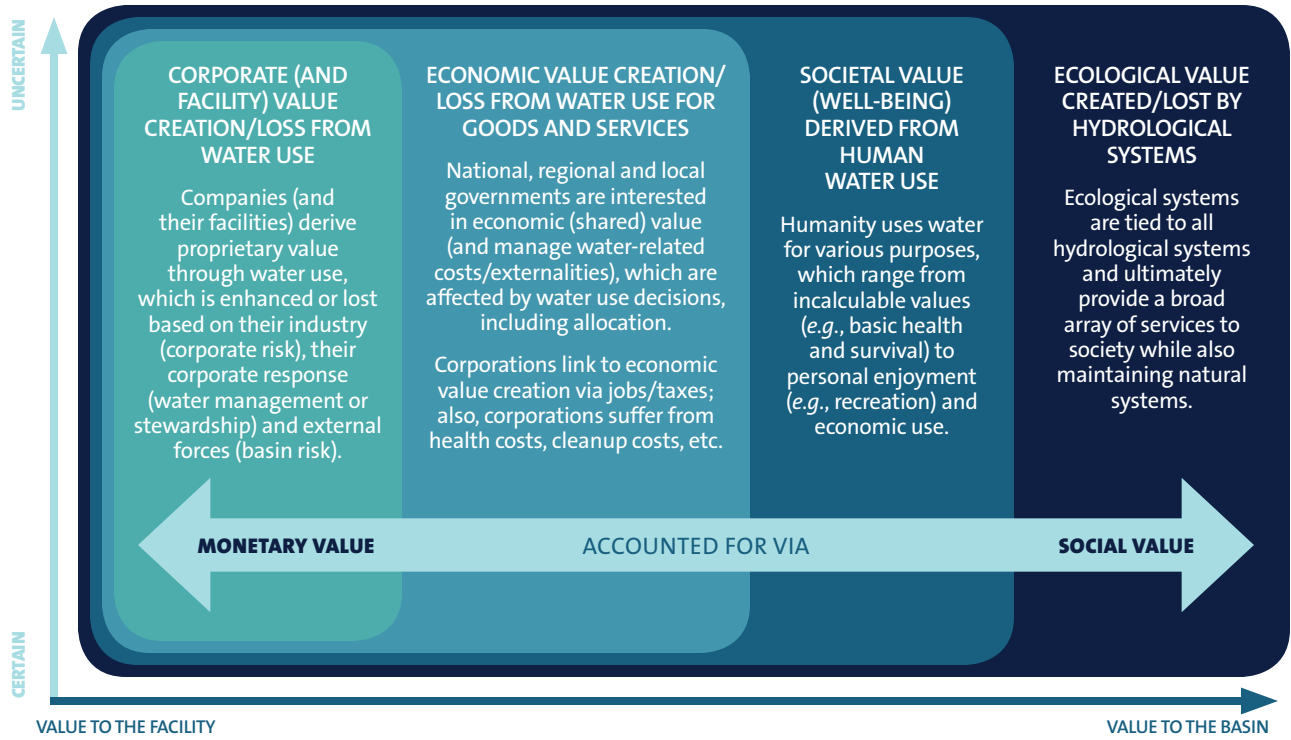 UNCERTAIN
CERTAIN
CORPORATE (AND
FACILITY) VALUE
CREATION/LOSS FROM
WATER USE
Companies (and
their facilities) derive
proprietary value
through water use,
which is enhanced or lost
based on their industry
(corporate risk), their
corporate response
(water management or
stewardship) and external
forces (basin risk).
ECONOMIC VALUE CREATION/
LOSS FROM WATER USE FOR
GOODS AND SERVICES
National, regional and local
governments are interested
in economic (shared) value
(and manage water-related
costs/externalities), which are
affected by water use decisions,
including allocation.
Corporations link to economic
value creation via jobs/taxes;
also, corporations suffer from
health costs, cleanup costs, etc.
SOCIETAL VALUE
(WELL-BEING)
DERIVED FROM
HUMAN
WATER USE
Humanity uses water
for various purposes,
which range from
incalculable values
(e.g., basic health
and survival) to
personal enjoyment
(e.g., recreation) and
economic use.
ECOLOGICAL VALUE
CREATED/LOST BY
HYDROLOGICAL
SYSTEMS
Ecological systems
are tied to all
hydrological systems
and ultimately
provide a broad
array of services to
society while also
maintaining natural
systems.
MONETARY VALUE
ACCOUNTED FOR VIA
SOCIAL VALUE
VALUE TO THE FACILITY
VALUE TO THE BASIN